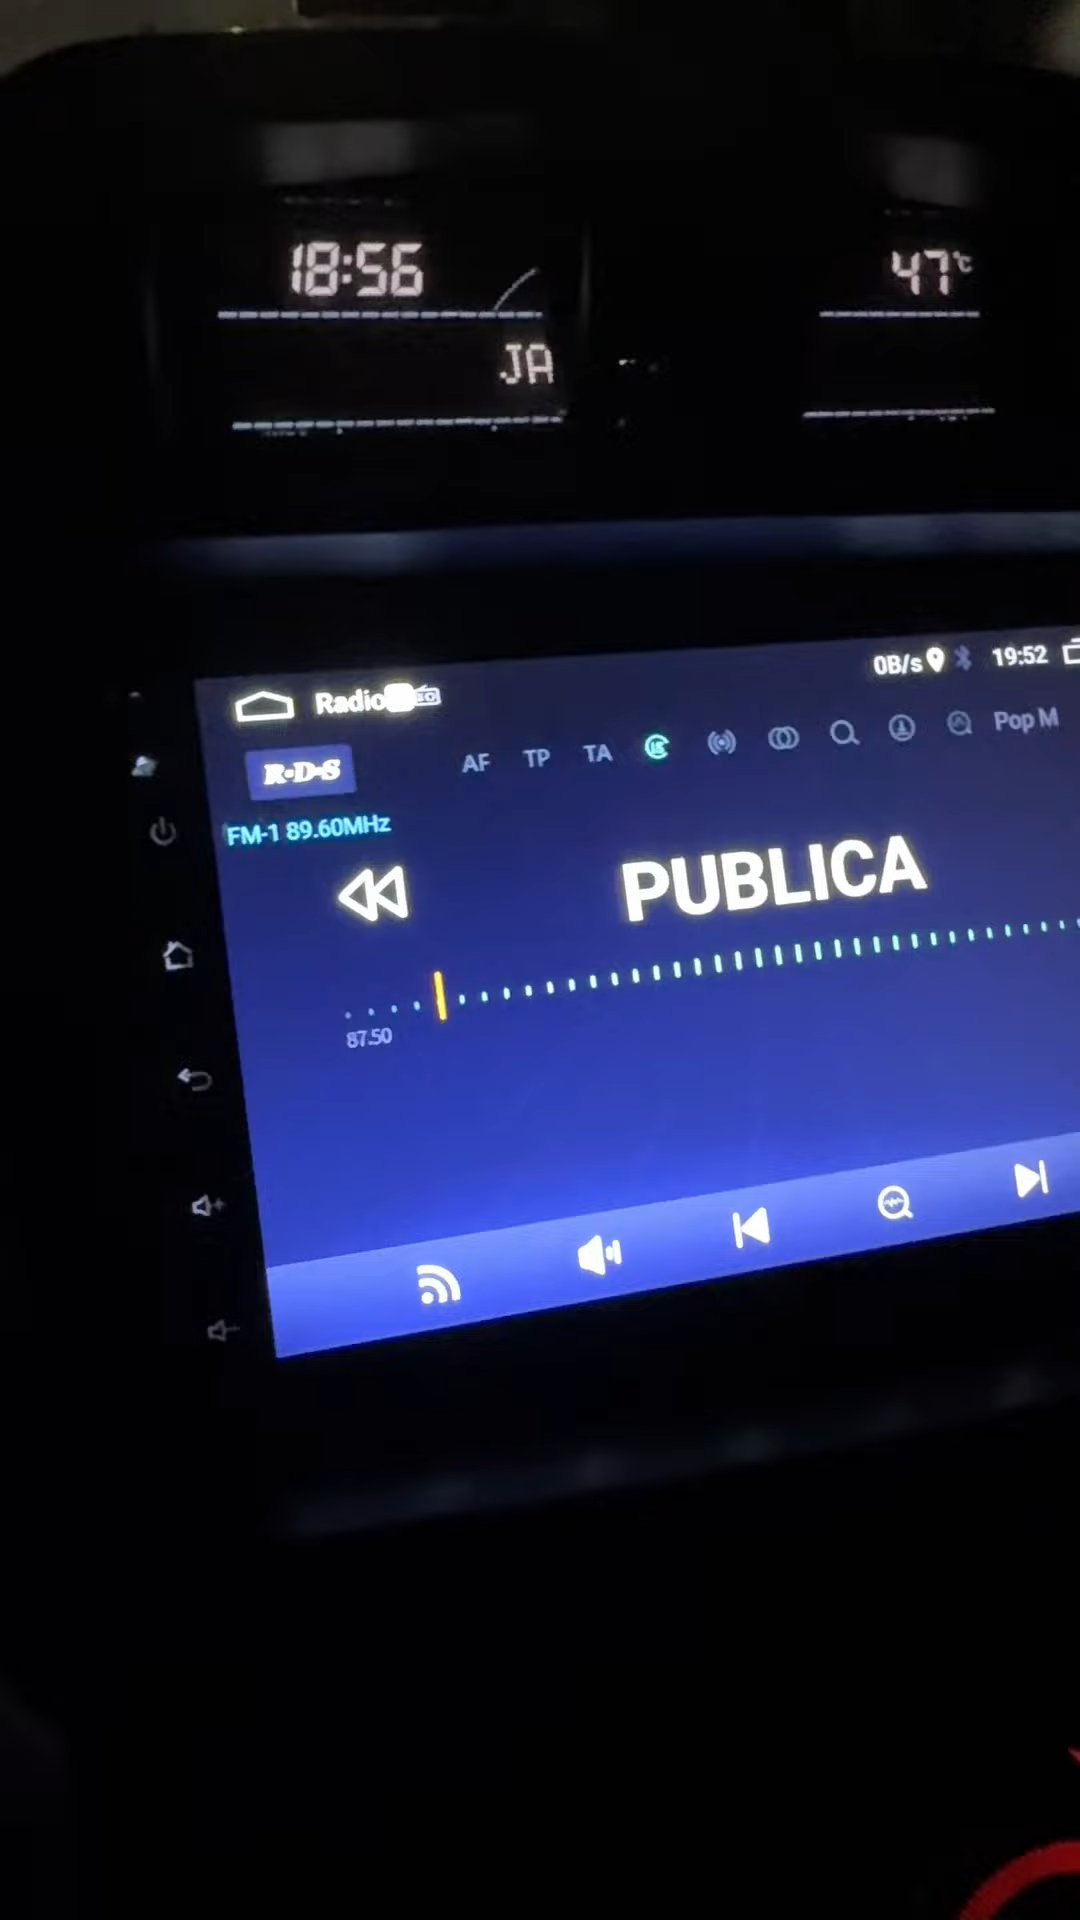 18:56
47°C
JA
0B/s 19:52
Radio
R·D·S AF TP TA Pop M
FM-1 89.60MHz
PUBLICA
87.50